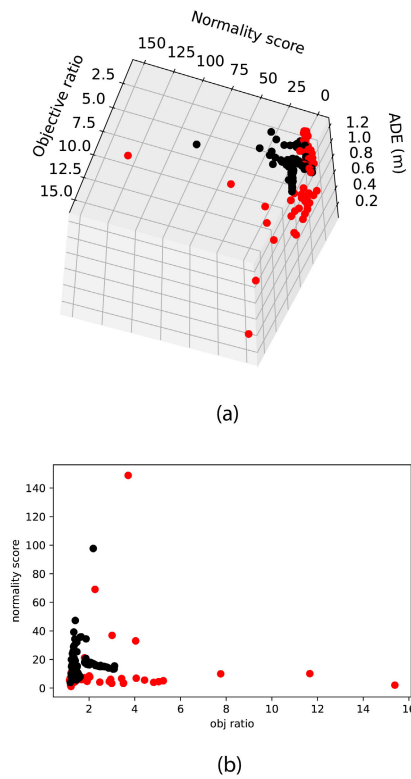 Normality score
150 125 100 75 50 25 0
Objective ratio
2.5
5.0
7.5
10.0
12.5
15.0
ADE (m)
1.2
1.0
0.8
0.6
0.4
0.2
(a)
normality score
140
120
100
80
60
40
20
0
2 4 6 8 10 12 14 16
obj ratio
(b)